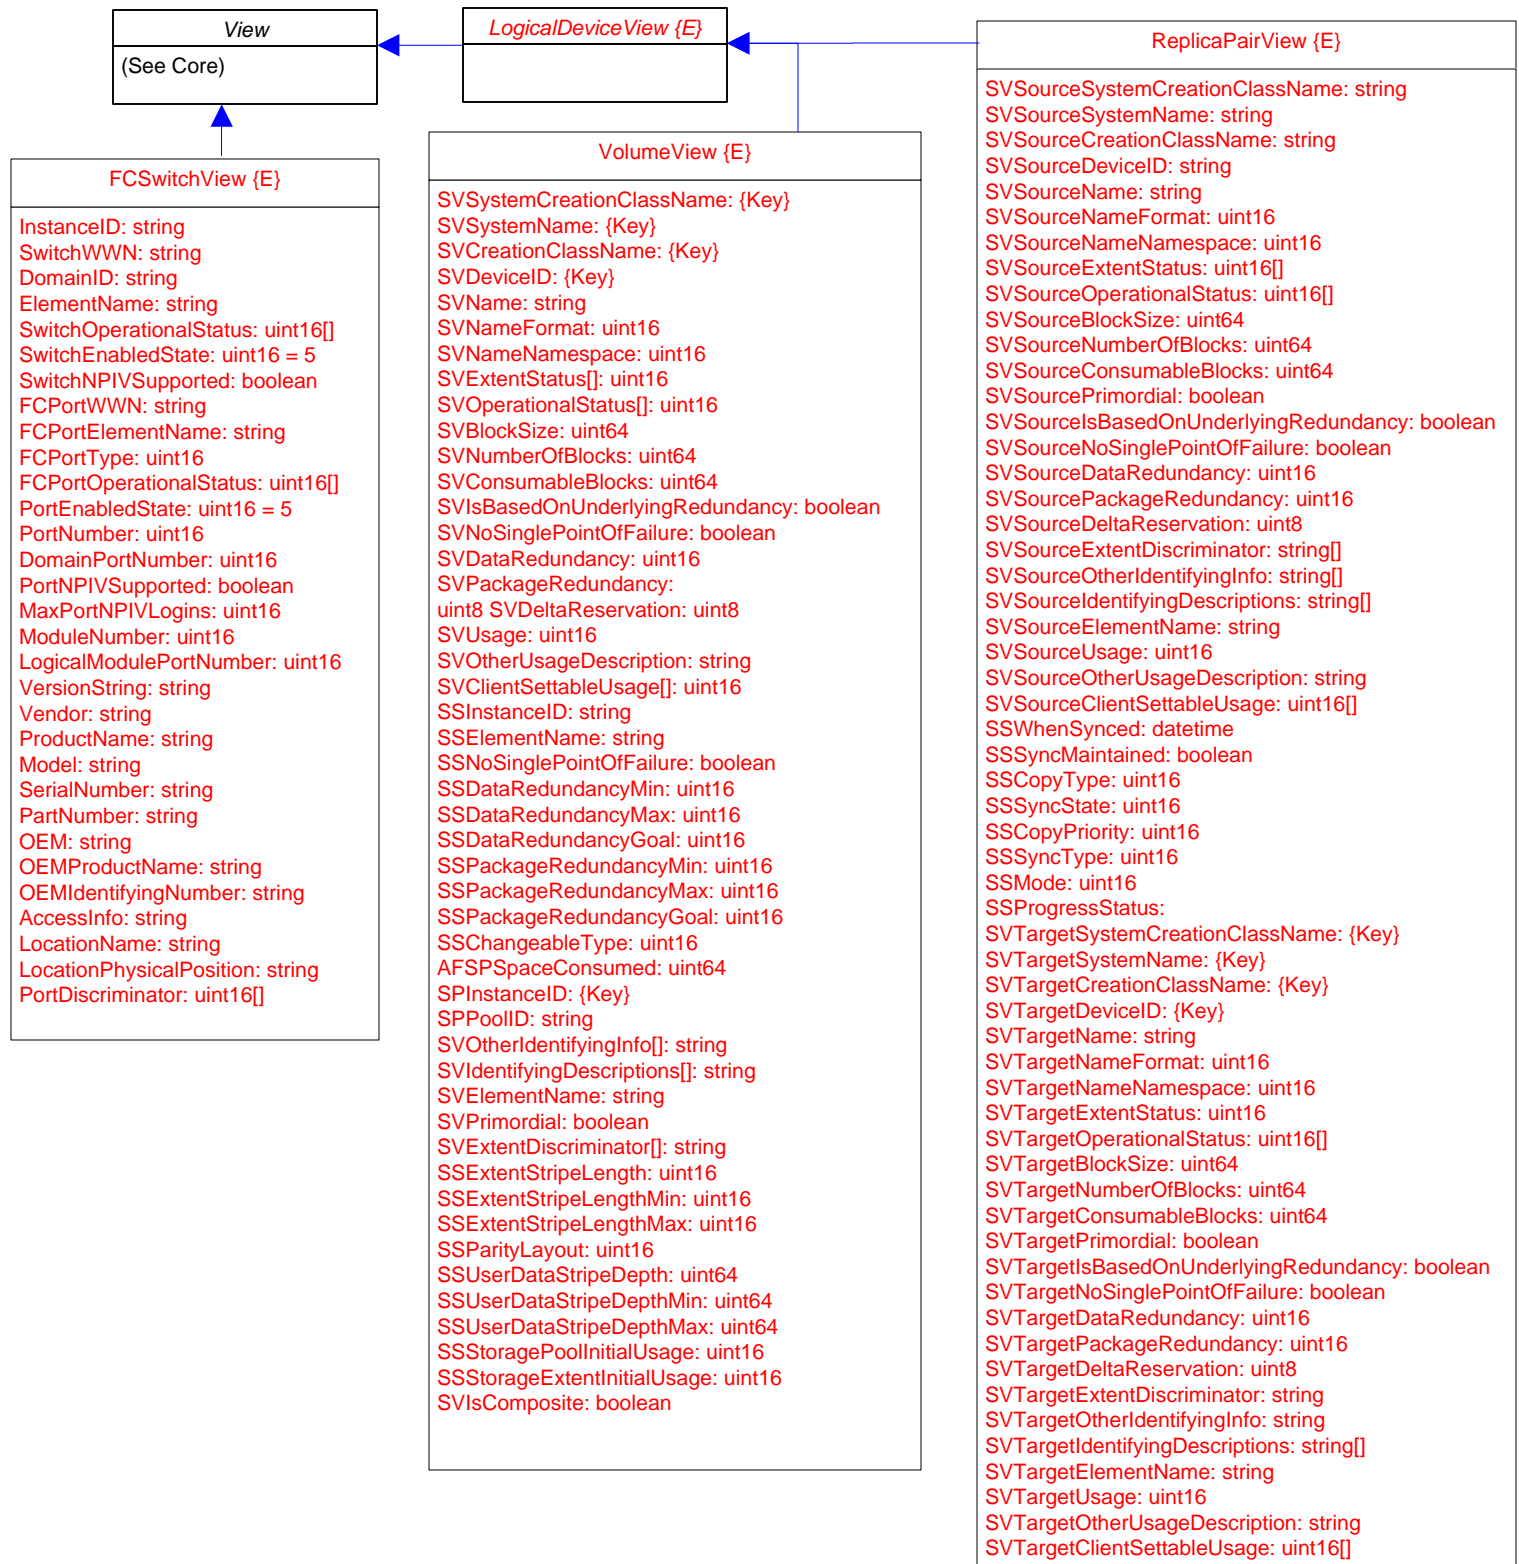 View
(See Core)
LogicalDeviceView {E}
FCSwitchView {E}
InstanceID: string
SwitchWWN: string
DomainID: string
ElementName: string
SwitchOperationalStatus: uint16[]
SwitchEnabledState: uint16 = 5
SwitchNPIVSupported: boolean
FCPortWWN: string
FCPortElementName: string
FCPortType: uint16
FCPortOperationalStatus: uint16[]
PortEnabledState: uint16 = 5
PortNumber: uint16
DomainPortNumber: uint16
PortNPIVSupported: boolean
MaxPortNPIVLogins: uint16
ModuleNumber: uint16
LogicalModulePortNumber: uint16
VersionString: string
Vendor: string
ProductName: string
Model: string
SerialNumber: string
PartNumber: string
OEM: string
OEMProductName: string
OEMIdentifyingNumber: string
AccessInfo: string
LocationName: string
LocationPhysicalPosition: string
PortDiscriminator: uint16[]
VolumeView {E}
SVSystemCreationClassName: {Key}
SVSystemName: {Key}
SVCreationClassName: {Key}
SVDeviceID: {Key}
SVName: string
SVNameFormat: uint16
SVNameNamespace: uint16
SVExtentStatus[]: uint16
SVOperationalStatus[]: uint16
SVBlockSize: uint64
SVNumberOfBlocks: uint64
SVConsumableBlocks: uint64
SVIsBasedOnUnderlyingRedundancy: boolean
SVNoSinglePointOfFailure: boolean
SVDataRedundancy: uint16
SVPackageRedundancy:
uint8 SVDeltaReservation: uint8
SVUsage: uint16
SVOtherUsageDescription: string
SVClientSettableUsage[]: uint16
SSInstanceID: string
SSElementName: string
SSNoSinglePointOfFailure: boolean
SSDataRedundancyMin: uint16
SSDataRedundancyMax: uint16
SSDataRedundancyGoal: uint16
SSPackageRedundancyMin: uint16
SSPackageRedundancyMax: uint16
SSPackageRedundancyGoal: uint16
SSChangeableType: uint16
AFSPSpaceConsumed: uint64
SPInstanceID: {Key}
SPPoolID: string
SVOtherIdentifyingInfo[]: string
SVIdentifyingDescriptions[]: string
SVElementName: string
SVPrimordial: boolean
SVExtentDiscriminator[]: string
SSExtentStripeLength: uint16
SSExtentStripeLengthMin: uint16
SSExtentStripeLengthMax: uint16
SSParityLayout: uint16
SSUserDataStripeDepth: uint64
SSUserDataStripeDepthMin: uint64
SSUserDataStripeDepthMax: uint64
SSStoragePoolInitialUsage: uint16
SSStorageExtentInitialUsage: uint16
SVIsComposite: boolean
ReplicaPairView {E}
SVSourceSystemCreationClassName: string
SVSourceSystemName: string
SVSourceCreationClassName: string
SVSourceDeviceID: string
SVSourceName: string
SVSourceNameFormat: uint16
SVSourceNameNamespace: uint16
SVSourceExtentStatus: uint16[]
SVSourceOperationalStatus: uint16[]
SVSourceBlockSize: uint64
SVSourceNumberOfBlocks: uint64
SVSourceConsumableBlocks: uint64
SVSourcePrimordial: boolean
SVSourceIsBasedOnUnderlyingRedundancy: boolean
SVSourceNoSinglePointOfFailure: boolean
SVSourceDataRedundancy: uint16
SVSourcePackageRedundancy: uint16
SVSourceDeltaReservation: uint8
SVSourceExtentDiscriminator: string[]
SVSourceOtherIdentifyingInfo: string[]
SVSourceIdentifyingDescriptions: string[]
SVSourceElementName: string
SVSourceUsage: uint16
SVSourceOtherUsageDescription: string
SVSourceClientSettableUsage: uint16[]
SSWhenSynced: datetime
SSSyncMaintained: boolean
SSCopyType: uint16
SSSyncState: uint16
SSCopyPriority: uint16
SSSyncType: uint16
SSMode: uint16
SSProgressStatus:
SVTargetSystemCreationClassName: {Key}
SVTargetSystemName: {Key}
SVTargetCreationClassName: {Key}
SVTargetDeviceID: {Key}
SVTargetName: string
SVTargetNameFormat: uint16
SVTargetNameNamespace: uint16
SVTargetExtentStatus: uint16
SVTargetOperationalStatus: uint16[]
SVTargetBlockSize: uint64
SVTargetNumberOfBlocks: uint64
SVTargetConsumableBlocks: uint64
SVTargetPrimordial: boolean
SVTargetIsBasedOnUnderlyingRedundancy: boolean
SVTargetNoSinglePointOfFailure: boolean
SVTargetDataRedundancy: uint16
SVTargetPackageRedundancy: uint16
SVTargetDeltaReservation: uint8
SVTargetExtentDiscriminator: string
SVTargetOtherIdentifyingInfo: string
SVTargetIdentifyingDescriptions: string[]
SVTargetElementName: string
SVTargetUsage: uint16
SVTargetOtherUsageDescription: string
SVTargetClientSettableUsage: uint16[]